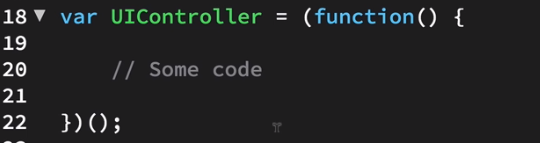 18 ▼ var UIController = (function() {
19
20 // Some code
21
22 })();